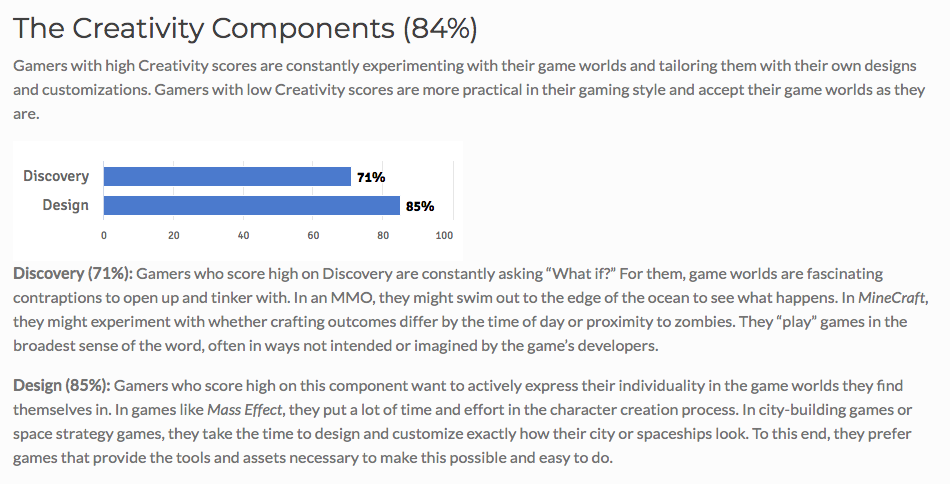 The Creativity Components (84%)
Gamers with high Creativity scores are constantly experimenting with their game worlds and tailoring them with their own designs
and customizations. Gamers with low Creativity scores are more practical in their gaming style and accept their game worlds as they
are.
Discovery 71%
Design 85%
0 20 40 60 80 100
Discovery (71%): Gamers who score high on Discovery are constantly asking “What if?” For them, game worlds are fascinating
contraptions to open up and tinker with. In an MMO, they might swim out to the edge of the ocean to see what happens. In MineCraft,
they might experiment with whether crafting outcomes differ by the time of day or proximity to zombies. They “play” games in the
broadest sense of the word, often in ways not intended or imagined by the game’s developers.
Design (85%): Gamers who score high on this component want to actively express their individuality in the game worlds they find
themselves in. In games like Mass Effect, they put a lot of time and effort in the character creation process. In city-building games or
space strategy games, they take the time to design and customize exactly how their city or spaceships look. To this end, they prefer
games that provide the tools and assets necessary to make this possible and easy to do.